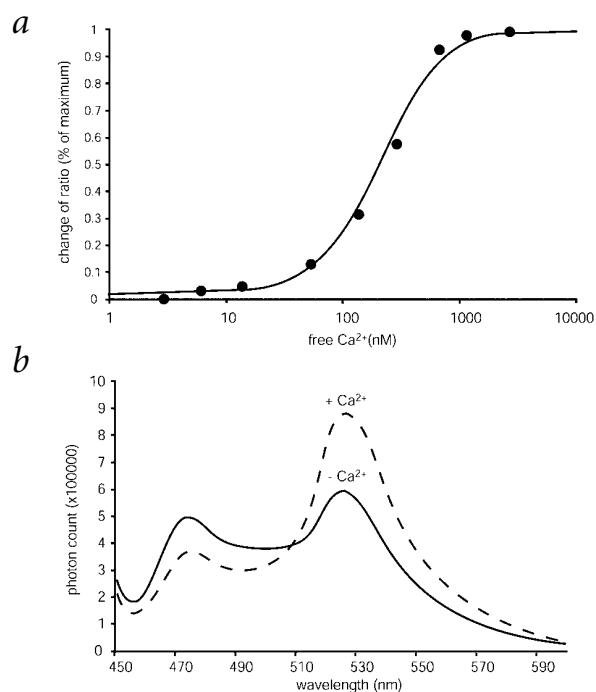 a
change of ratio (% of maximum)
1
0.9
0.8
0.7
0.6
0.5
0.4
0.3
0.2
0.1
0
1 10 100 1000 10000
free Ca²⁺(nM)
b
photon count (x100000)
10
9
8
7
6
5
4
3
2
1
0
+ Ca²⁺
- Ca²⁺
450 470 490 510 530 550 570 590
wavelength (nm)